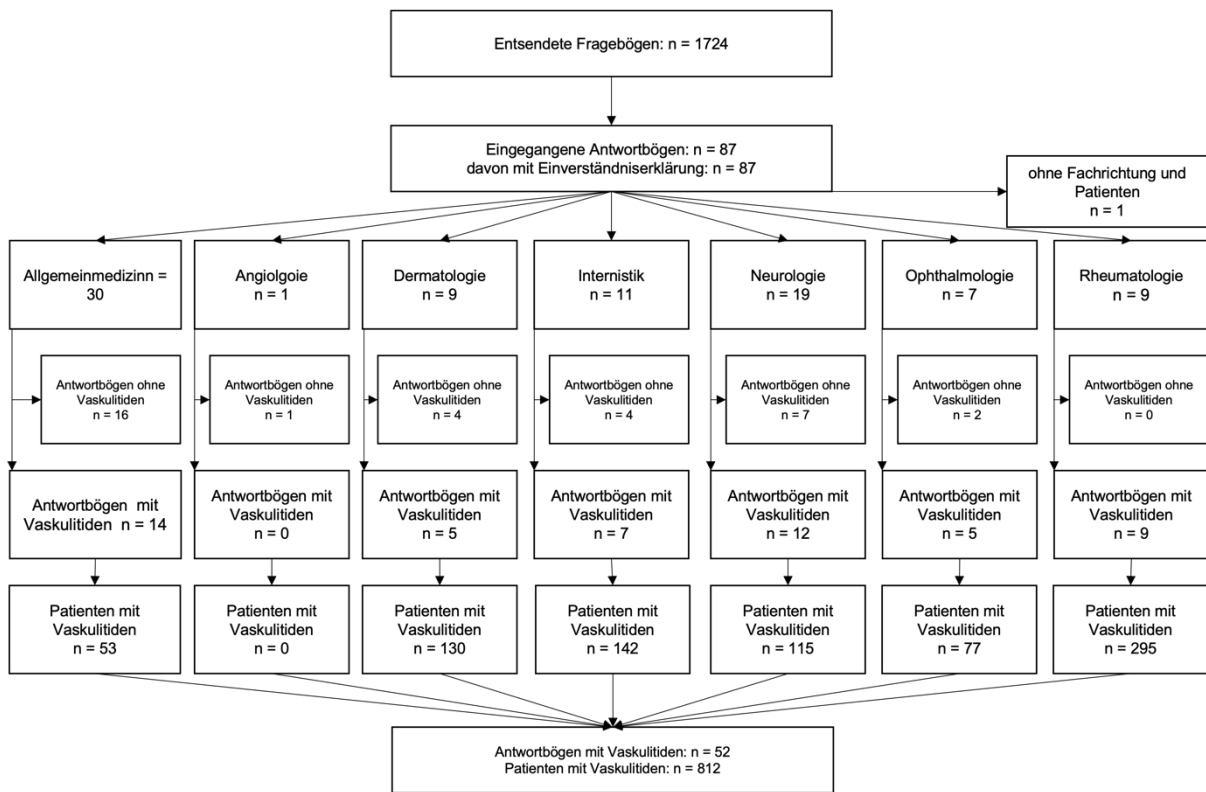 Entsendete Fragebögen: n = 1724
Eingegangene Antwortbögen: n = 87
davon mit Einverständniserklärung: n = 87
ohne Fachrichtung und
Patienten
n = 1
Allgemeinmedizinn =
30
Angiolgoie
n = 1
Dermatologie
n = 9
Internistik
n = 11
Neurologie
n = 19
Ophthalmologie
n = 7
Rheumatologie
n = 9
Antwortbögen ohne
Vaskulitiden
n = 16
Antwortbögen ohne
Vaskulitiden
n = 1
Antwortbögen ohne
Vaskulitiden
n = 4
Antwortbögen ohne
Vaskulitiden
n = 4
Antwortbögen ohne
Vaskulitiden
n = 7
Antwortbögen ohne
Vaskulitiden
n = 2
Antwortbögen ohne
Vaskulitiden
n = 0
Antwortbögen mit
Vaskulitiden n = 14
Antwortbögen mit
Vaskulitiden
n = 0
Antwortbögen mit
Vaskulitiden
n = 5
Antwortbögen mit
Vaskulitiden
n = 7
Antwortbögen mit
Vaskulitiden
n = 12
Antwortbögen mit
Vaskulitiden
n = 5
Antwortbögen mit
Vaskulitiden
n = 9
Patienten mit
Vaskulitiden
n = 53
Patienten mit
Vaskulitiden
n = 0
Patienten mit
Vaskulitiden
n = 130
Patienten mit
Vaskulitiden
n = 142
Patienten mit
Vaskulitiden
n = 115
Patienten mit
Vaskulitiden
n = 77
Patienten mit
Vaskulitiden
n = 295
Antwortbögen mit Vaskulitiden: n = 52
Patienten mit Vaskulitiden: n = 812